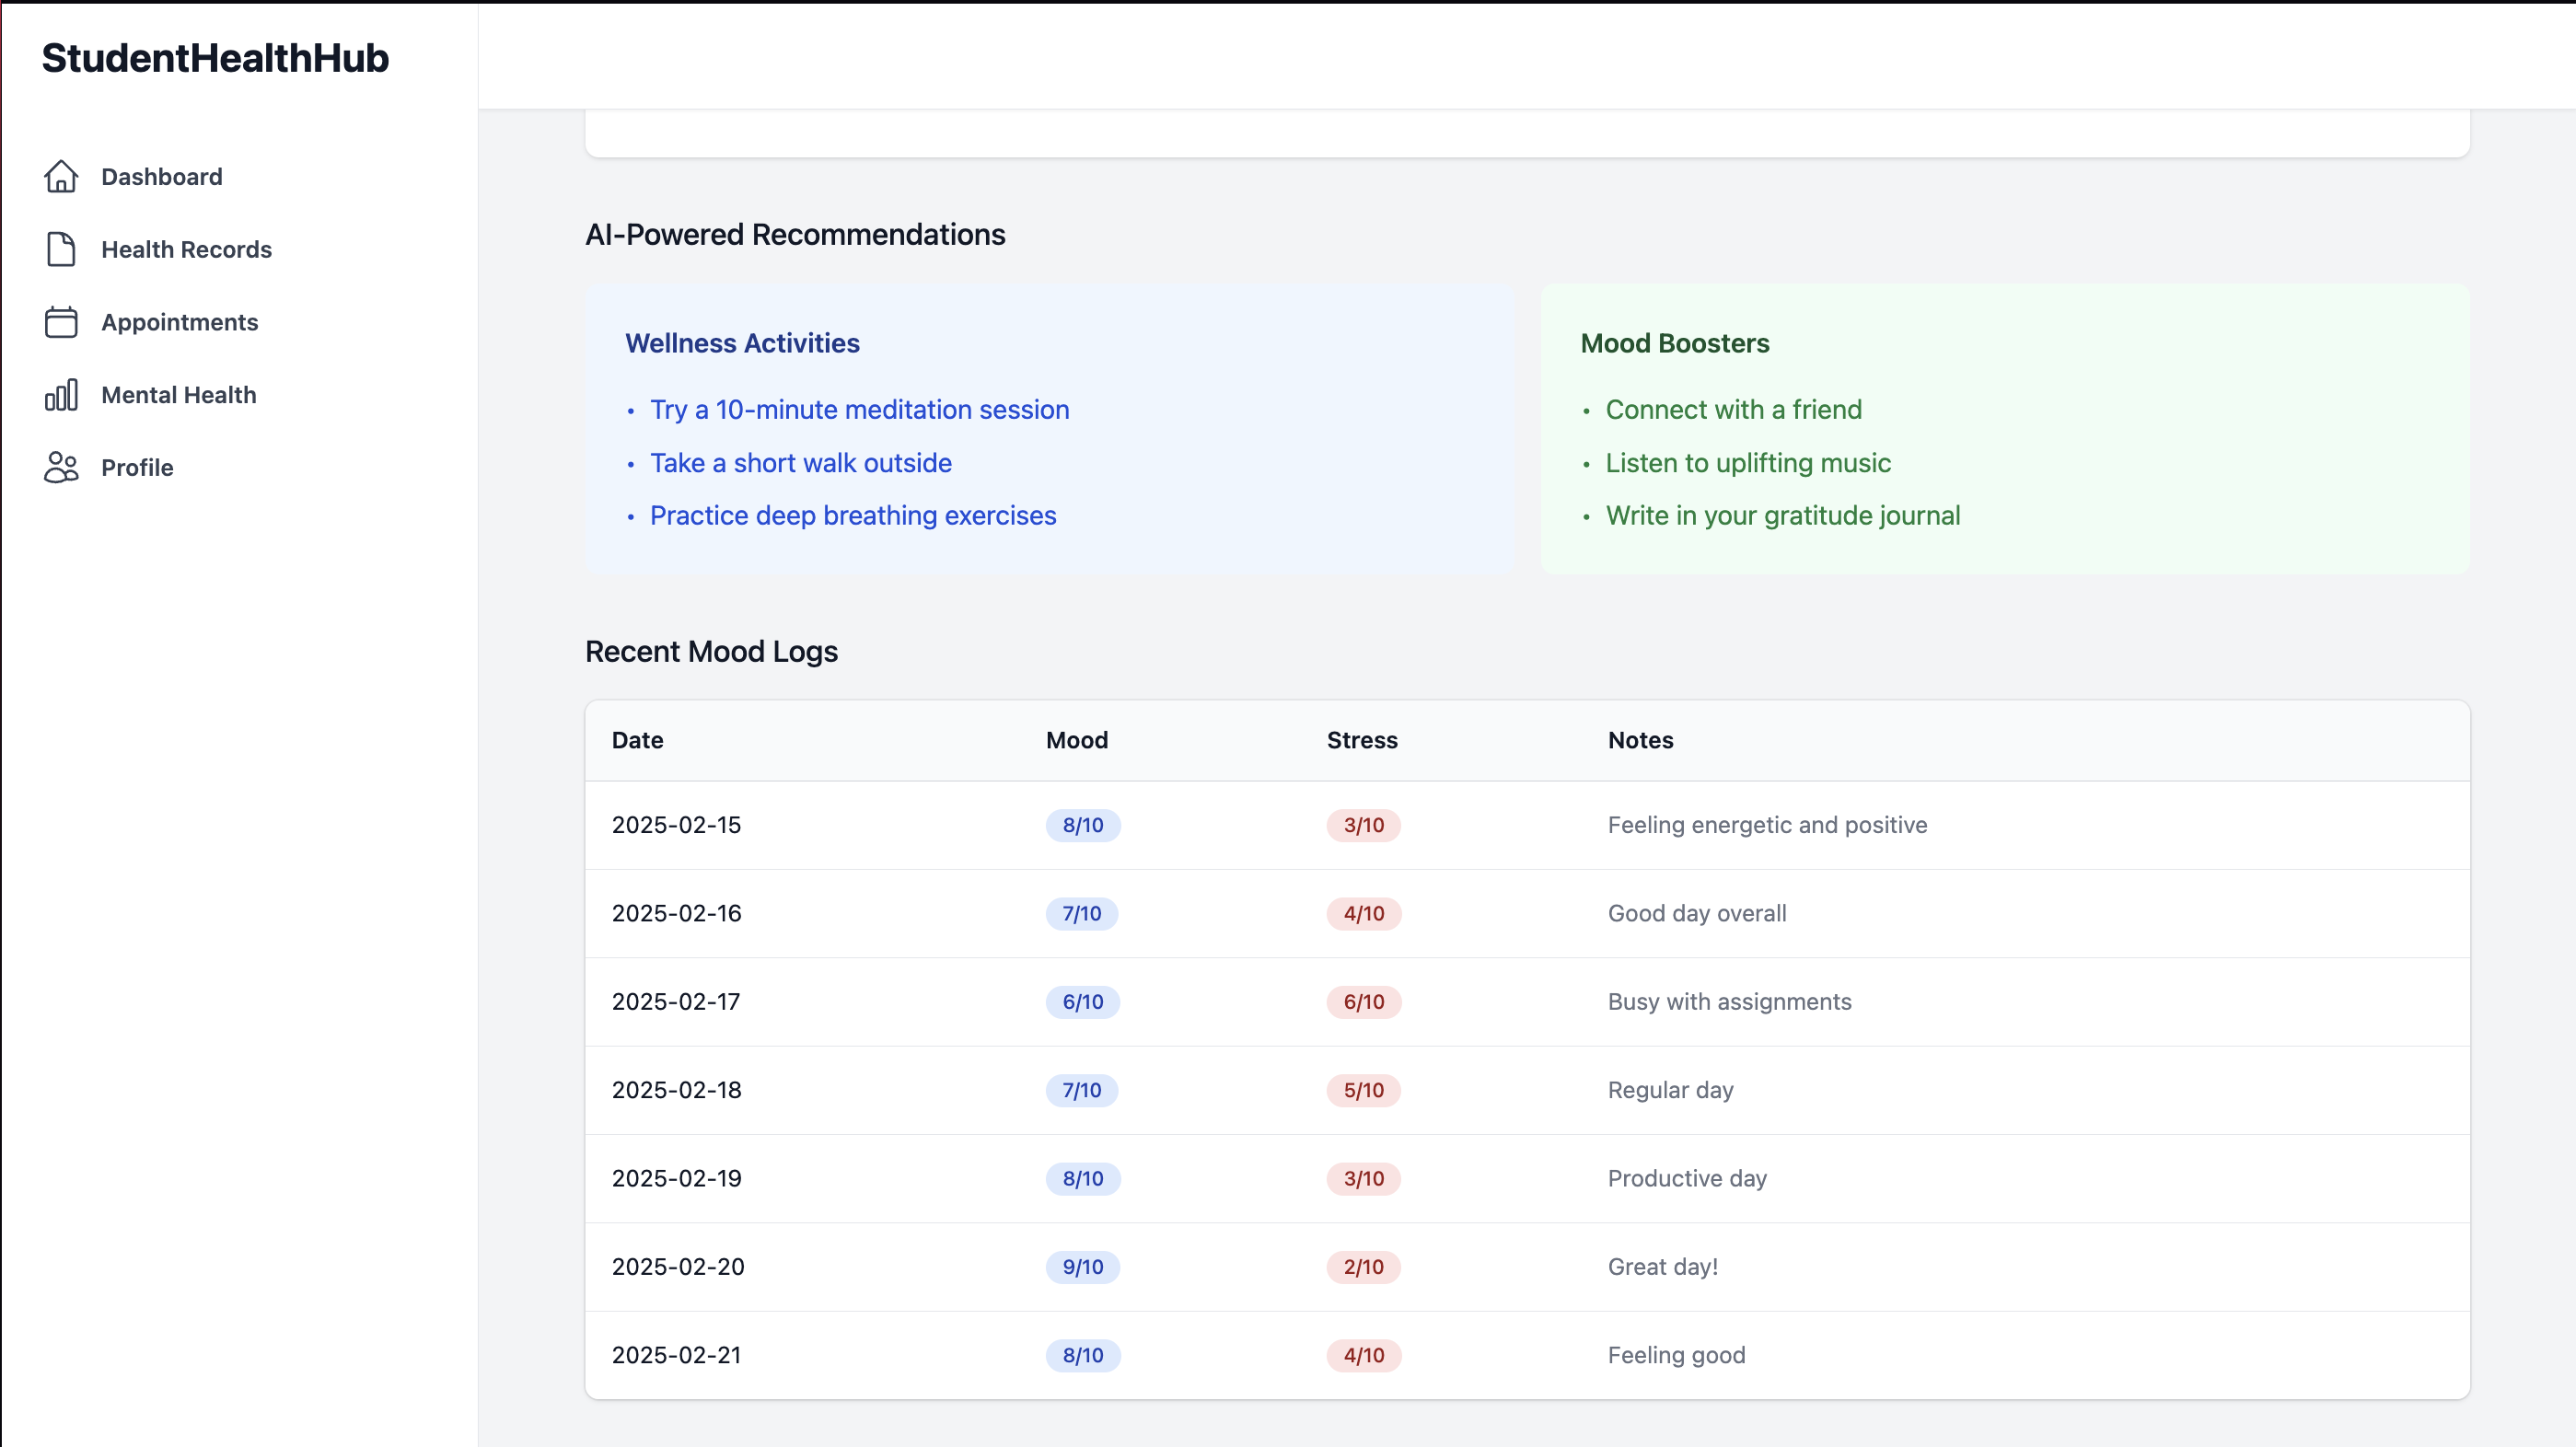 StudentHealthHub
Dashboard
Health Records
Appointments
Mental Health
Profile
AI-Powered Recommendations
Wellness Activities
• Try a 10-minute meditation session
• Take a short walk outside
• Practice deep breathing exercises
Mood Boosters
• Connect with a friend
• Listen to uplifting music
• Write in your gratitude journal
Recent Mood Logs
Date Mood Stress Notes
2025-02-15 8/10 3/10 Feeling energetic and positive
2025-02-16 7/10 4/10 Good day overall
2025-02-17 6/10 6/10 Busy with assignments
2025-02-18 7/10 5/10 Regular day
2025-02-19 8/10 3/10 Productive day
2025-02-20 9/10 2/10 Great day!
2025-02-21 8/10 4/10 Feeling good